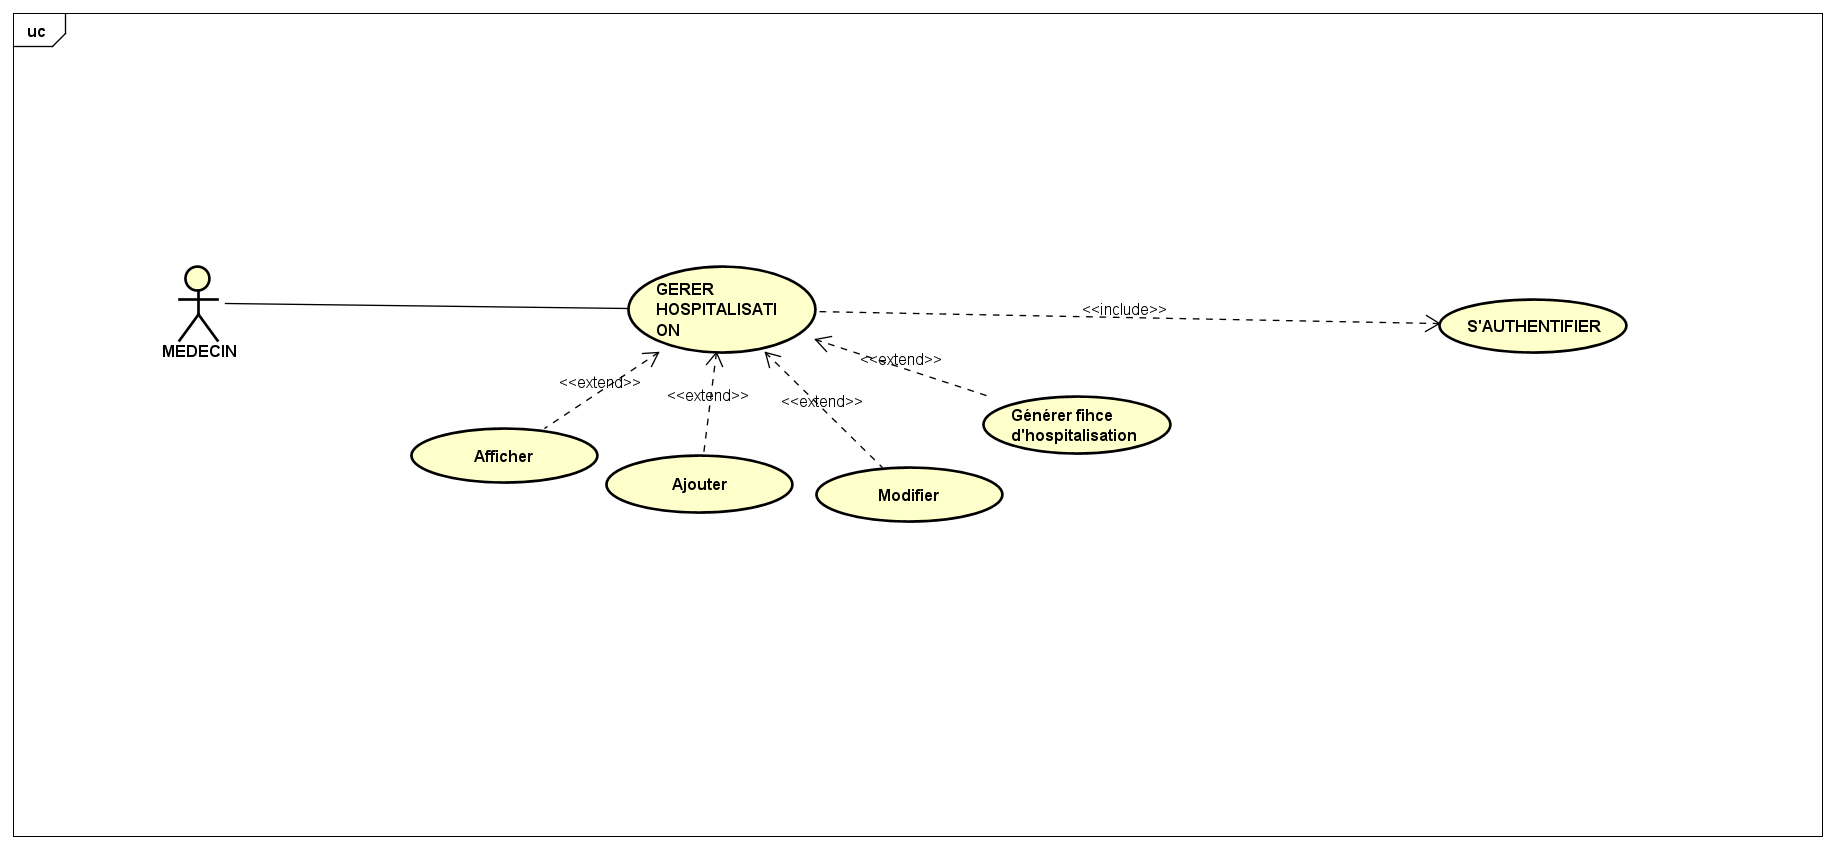 uc
MEDECIN
GERER
HOSPITALISATI
ON
<<include>>
S'AUTHENTIFIER
<<extend>>
<<extend>>
<<extend>>
<<extend>>
Générer fihce
d'hospitalisation
Afficher
Ajouter
Modifier